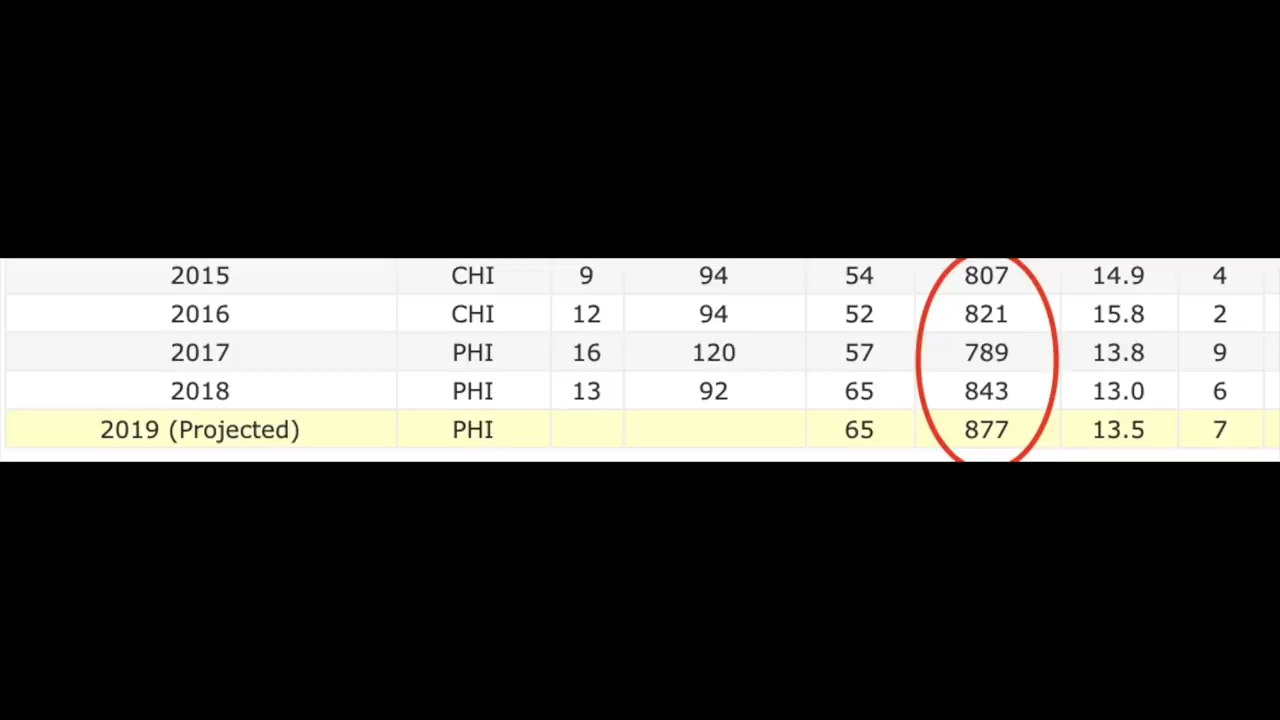 2015 CHI 9 94 54 807 14.9 4
2016 CHI 12 94 52 821 15.8 2
2017 PHI 16 120 57 789 13.8 9
2018 PHI 13 92 65 843 13.0 6
2019 (Projected) PHI 65 877 13.5 7